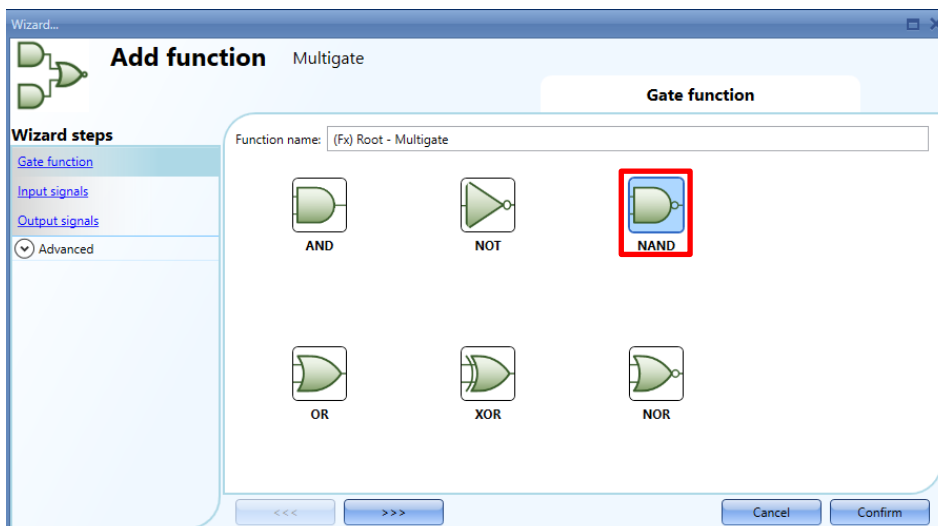 Wizard...
Add function Multigate
Gate function
Wizard steps
Gate function
Input signals
Output signals
Advanced
Function name: (Fx) Root - Multigate
AND NOT NAND
OR XOR NOR
<<< >>> Cancel Confirm